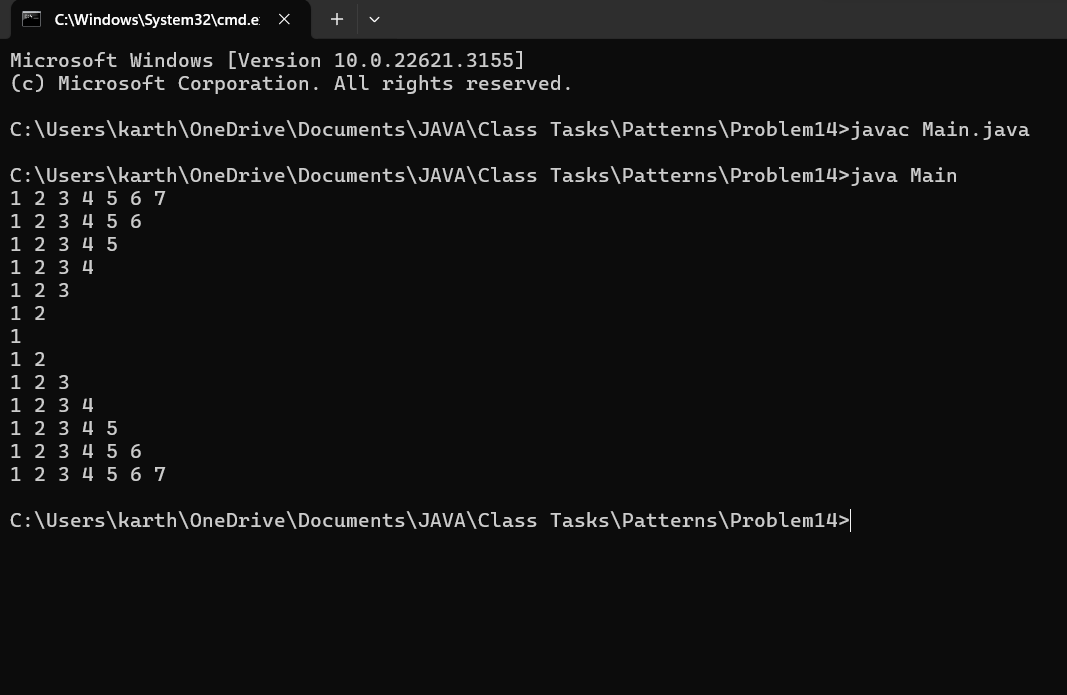 C:\Windows\System32\cmd.e
Microsoft Windows [Version 10.0.22621.3155]
(c) Microsoft Corporation. All rights reserved.
C:\Users\karth\OneDrive\Documents\JAVA\Class Tasks\Patterns\Problem14>javac Main.java
C:\Users\karth\OneDrive\Documents\JAVA\Class Tasks\Patterns\Problem14>java Main
1 2 3 4 5 6 7
1 2 3 4 5 6
1 2 3 4 5
1 2 3 4
1 2 3
1 2
1
1 2
1 2 3
1 2 3 4
1 2 3 4 5
1 2 3 4 5 6
1 2 3 4 5 6 7
C:\Users\karth\OneDrive\Documents\JAVA\Class Tasks\Patterns\Problem14>